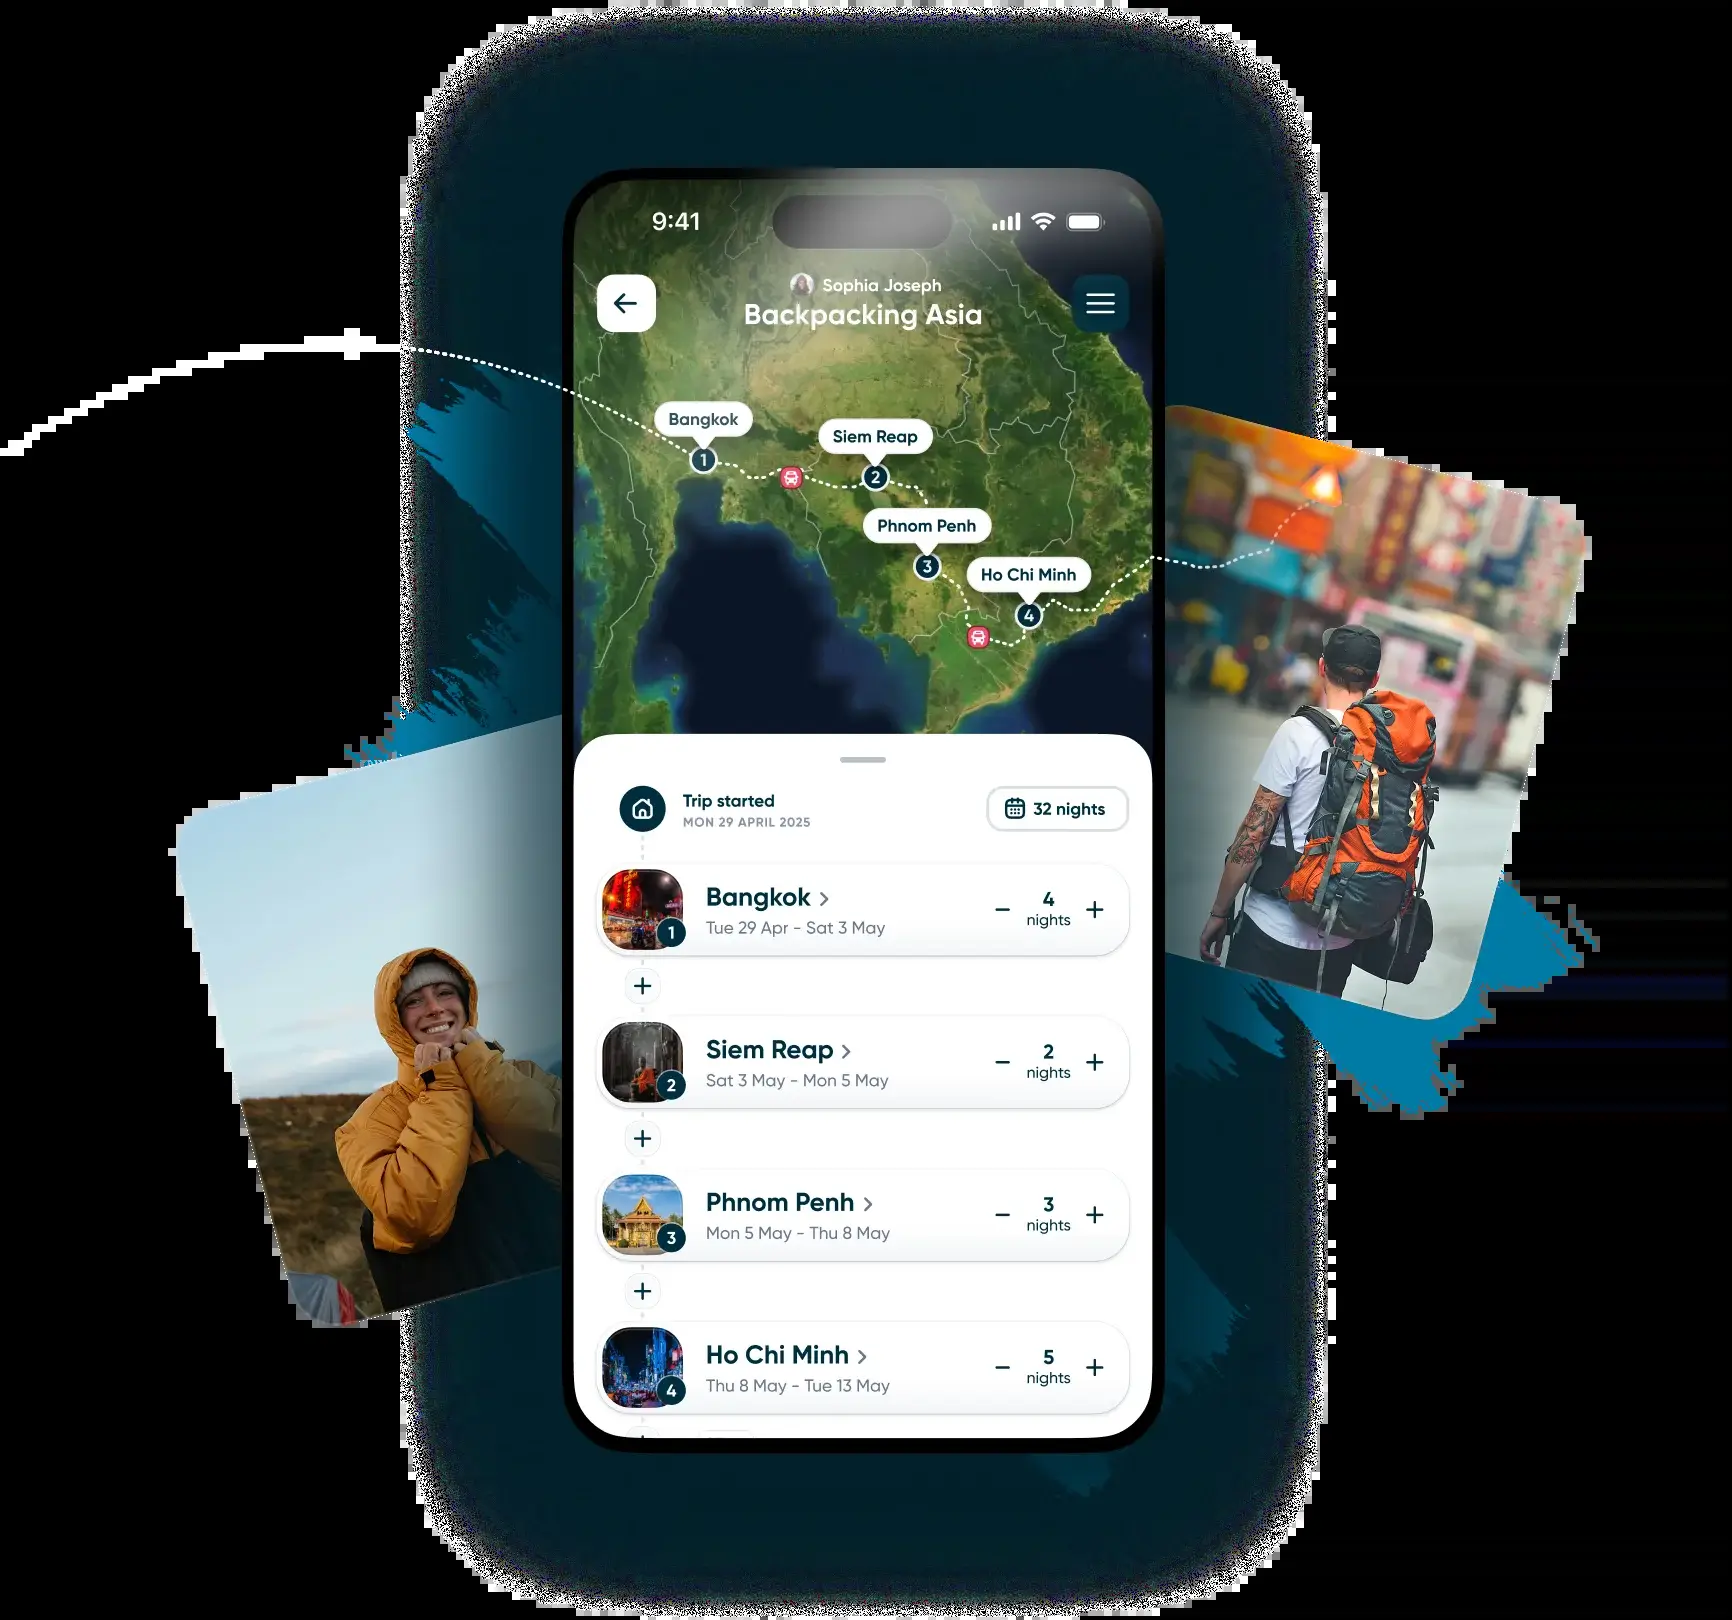 9:41
Sophia Joseph
Backpacking Asia
Bangkok
1
Siem Reap
2
Phnom Penh
3
Ho Chi Minh
4
Trip started
MON 29 APRIL 2025
32 nights
Bangkok
Tue 29 Apr - Sat 3 May
4
nights
1
Siem Reap
Sat 3 May - Mon 5 May
2
nights
2
Phnom Penh
Mon 5 May - Thu 8 May
3
nights
3
Ho Chi Minh
Thu 8 May - Tue 13 May
5
nights
4